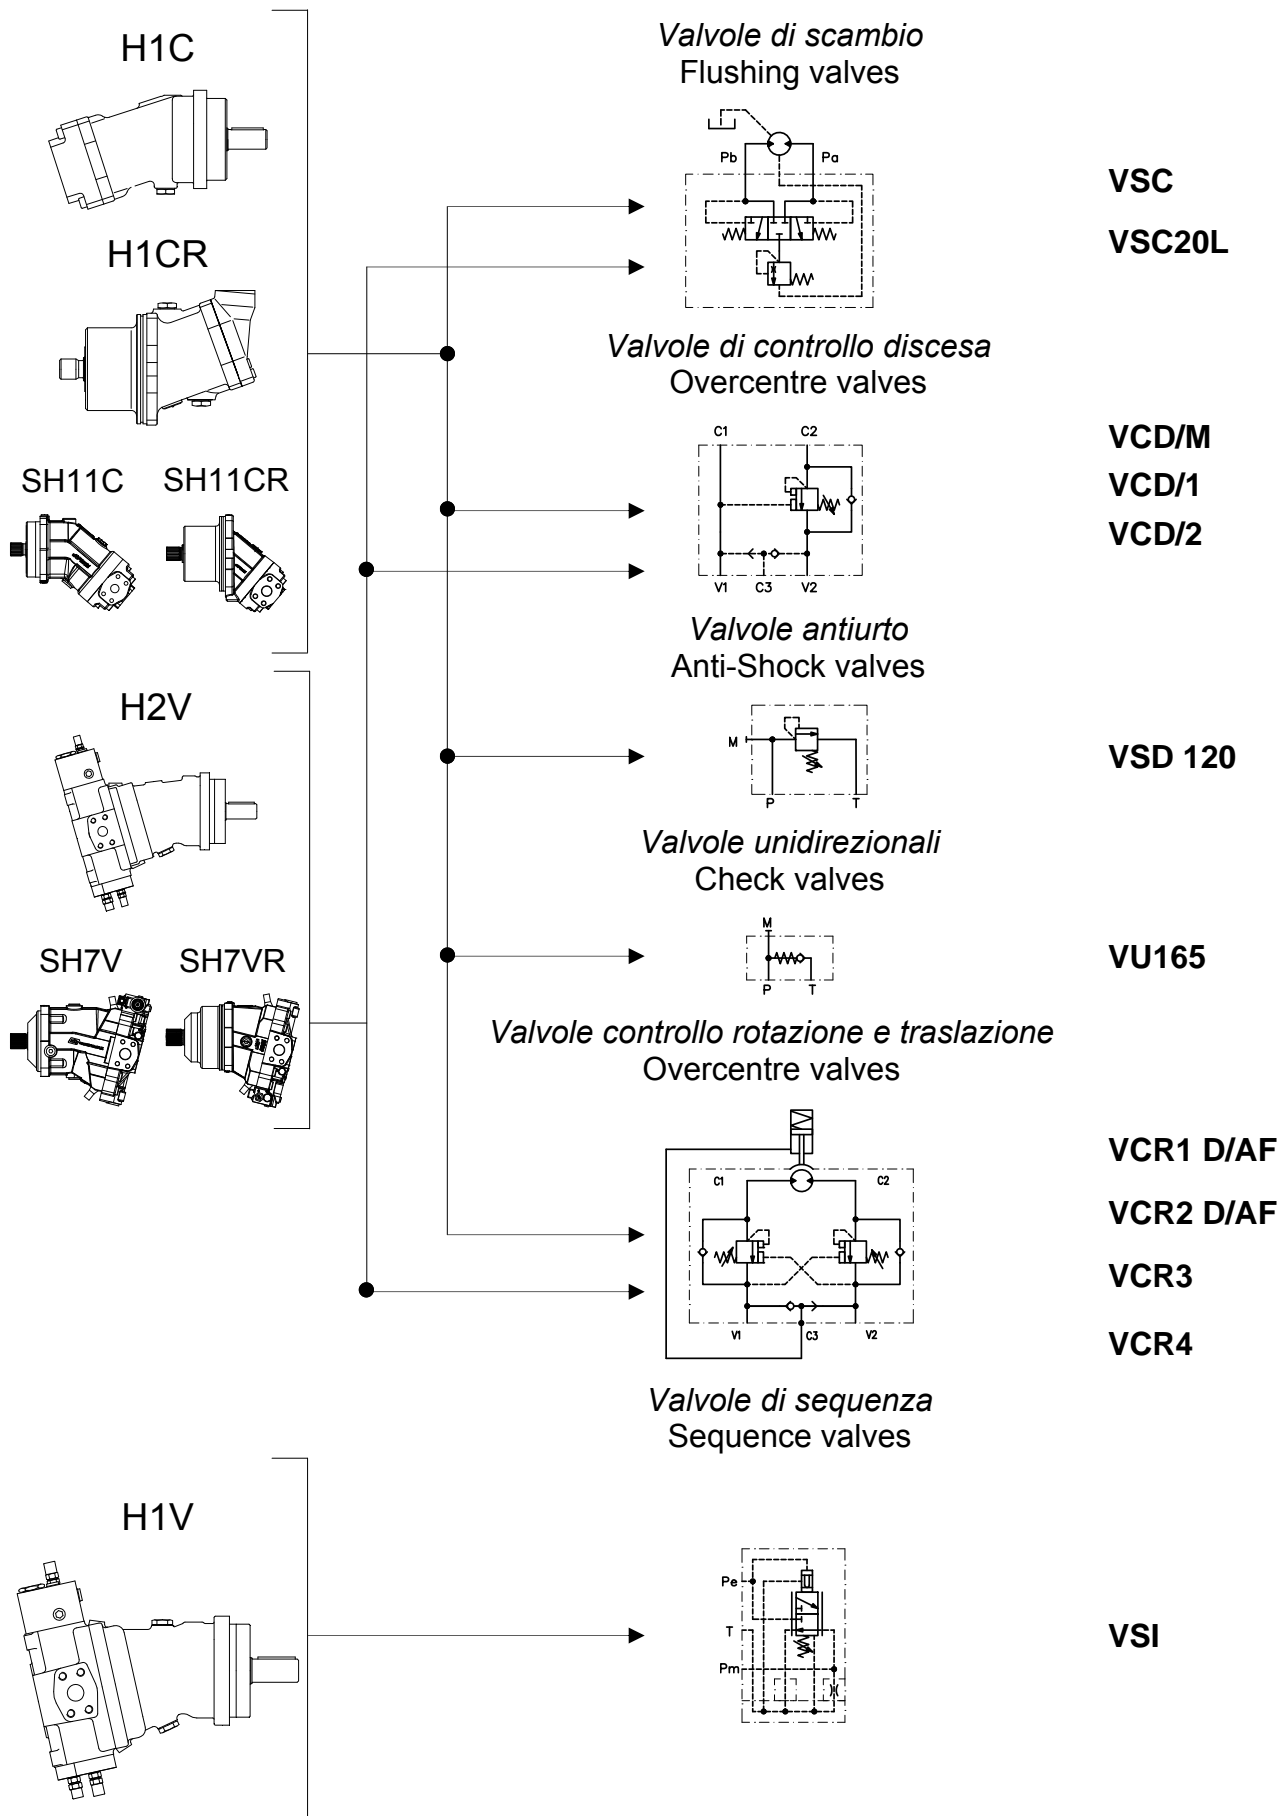 H1C
H1CR
SH11C SH11CR
H2V
SH7V SH7VR
H1V
Valvole di scambio
Flushing valves
Pb Pa
VSC
VSC20L
Valvole di controllo discesa
Overcentre valves
C1 C2
V1 C3 V2
VCD/M
VCD/1
VCD/2
Valvole antiurto
Anti-Shock valves
M
P T
VSD 120
Valvole unidirezionali
Check valves
M
P T
VU165
Valvole controllo rotazione e traslazione
Overcentre valves
C1 C2
V1 C3 V2
VCR1 D/AF
VCR2 D/AF
VCR3
VCR4
Valvole di sequenza
Sequence valves
Pe
T
Pm
VSI